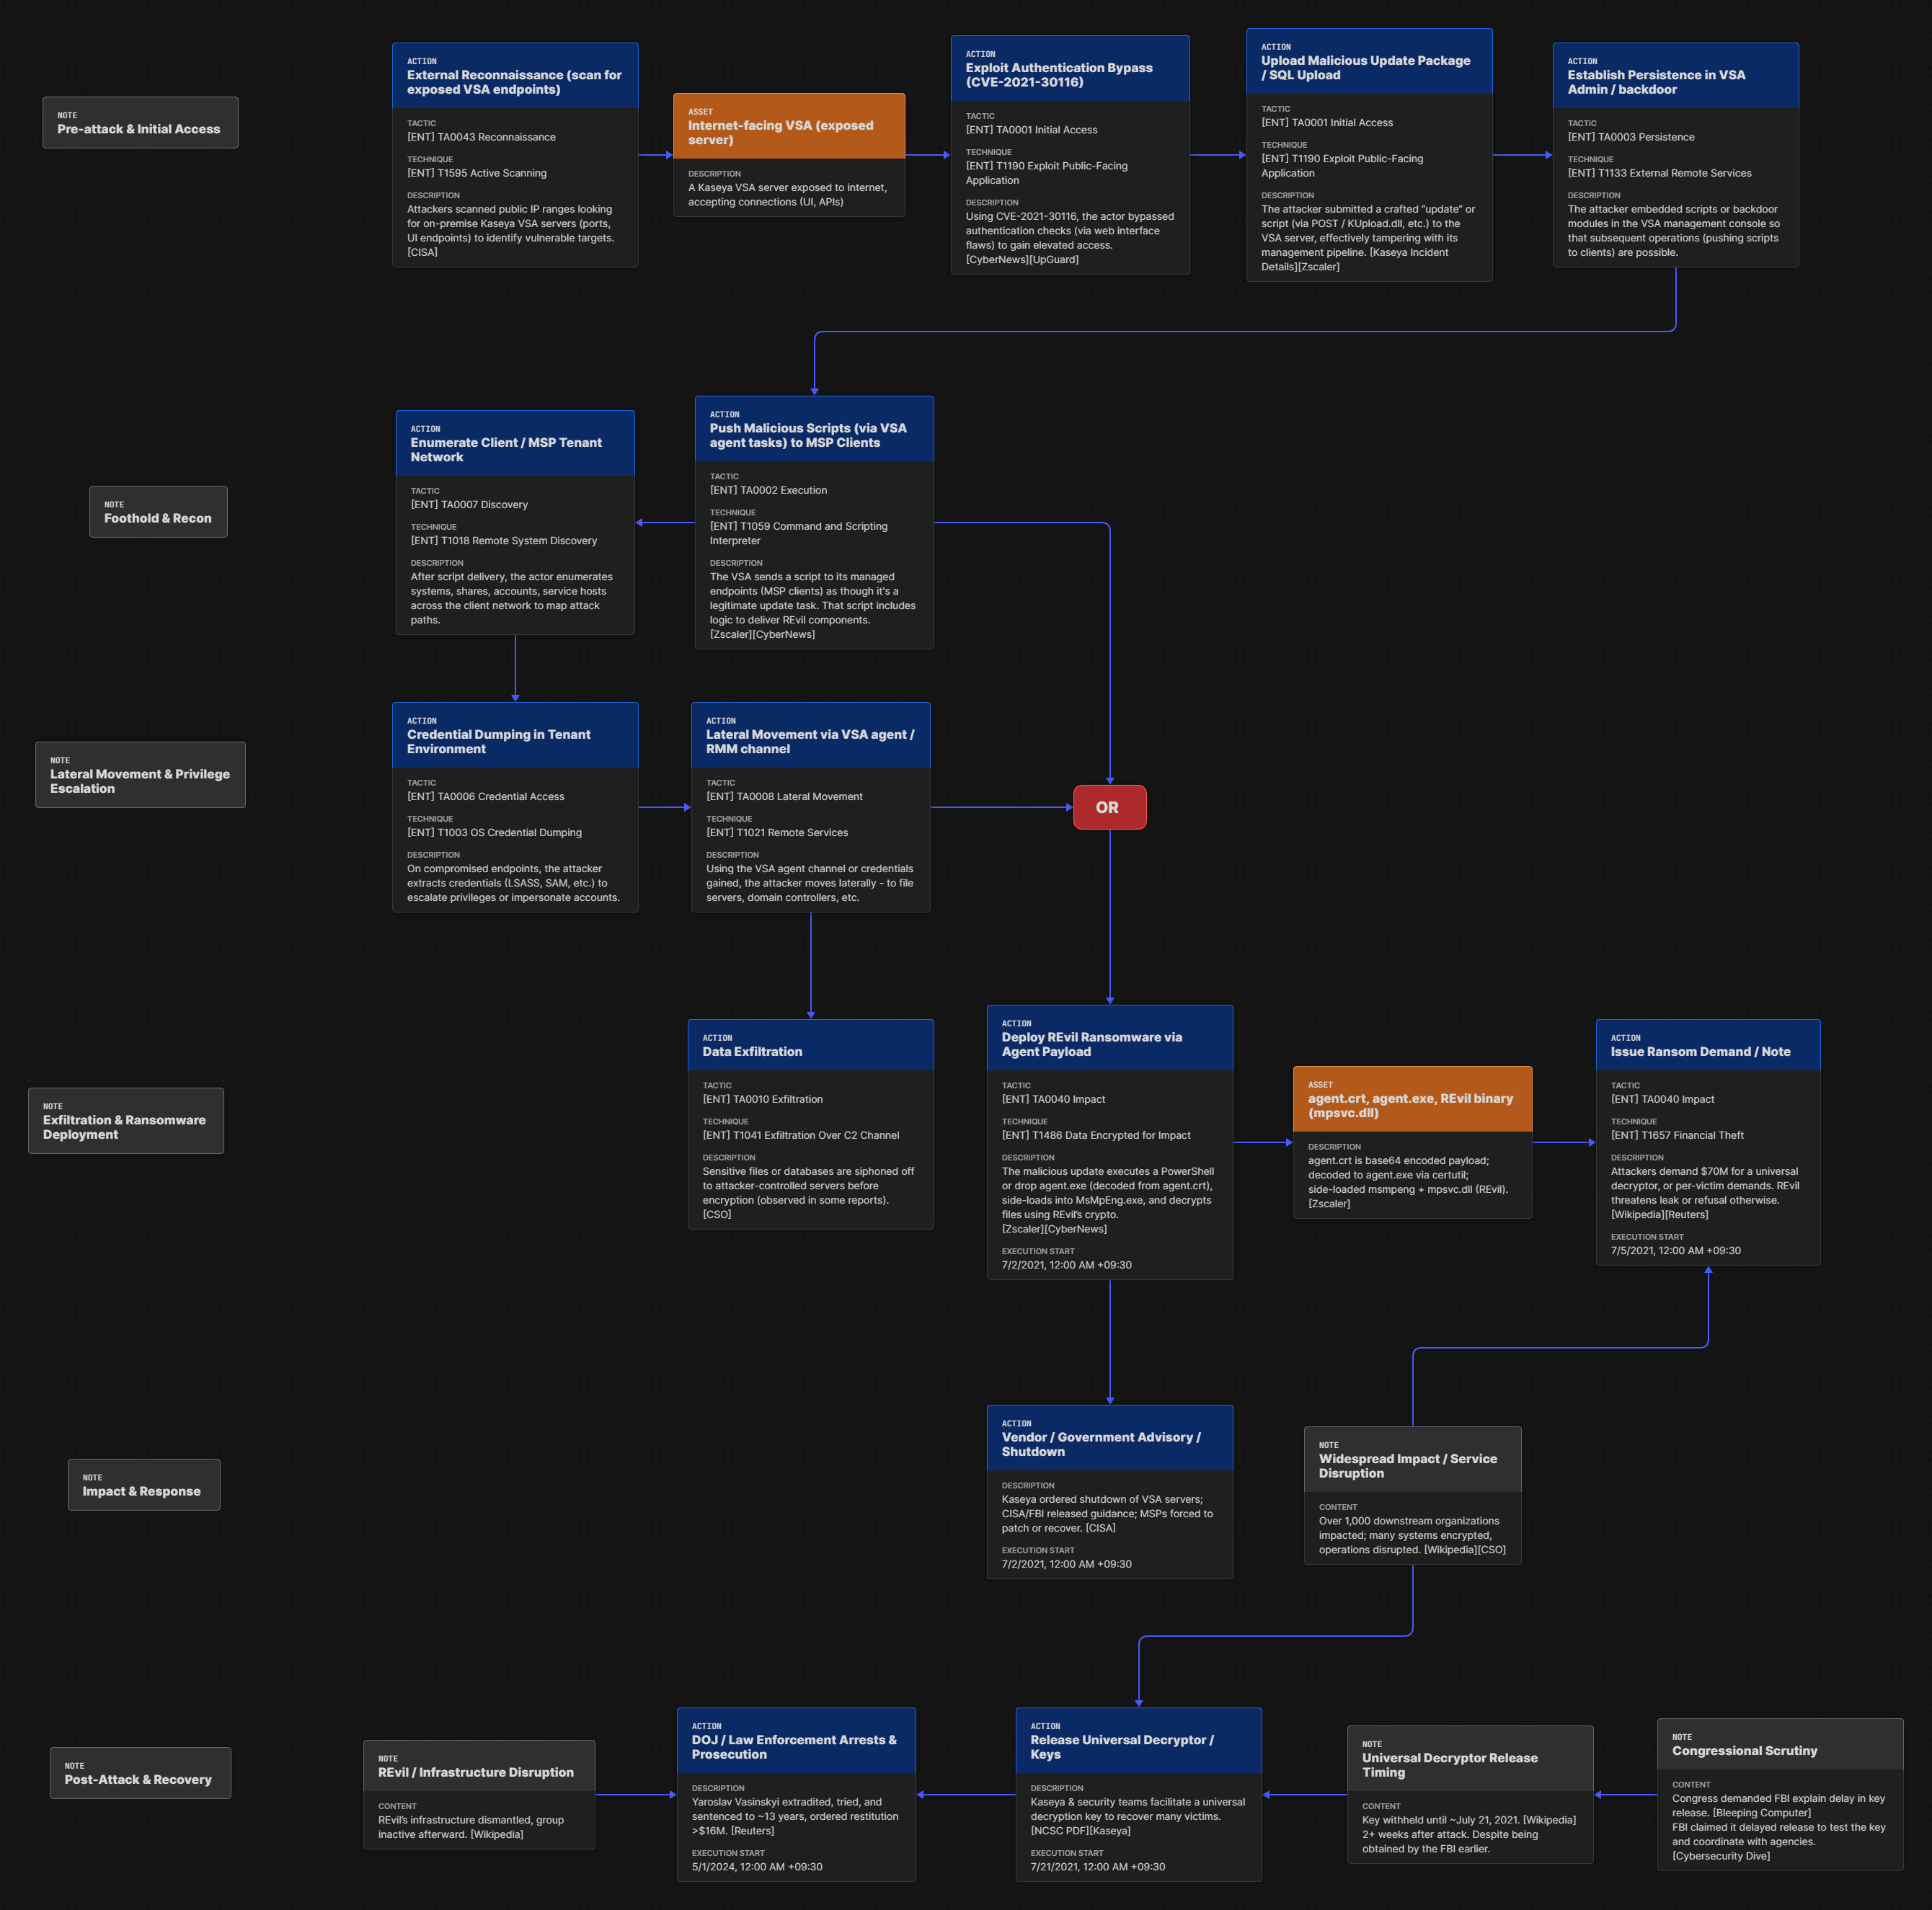 NOTE
Pre-attack & Initial Access
ACTION
External Reconnaissance (scan for
exposed VSA endpoints)
TACTIC
[ENT] TA0043 Reconnaissance
TECHNIQUE
[ENT] T1595 Active Scanning
DESCRIPTION
Attackers scanned public IP ranges looking
for on-premise Kaseya VSA servers (ports,
UI endpoints) to identify vulnerable targets.
[CISA]
ASSET
Internet-facing VSA (exposed
server)
DESCRIPTION
A Kaseya VSA server exposed to internet,
accepting connections (UI, APIs)
ACTION
Exploit Authentication Bypass
(CVE-2021-30116)
TACTIC
[ENT] TA0001 Initial Access
TECHNIQUE
[ENT] T1190 Exploit Public-Facing
Application
DESCRIPTION
Using CVE-2021-30116, the actor bypassed
authentication checks (via web interface
flaws) to gain elevated access.
[CyberNews][UpGuard]
ACTION
Upload Malicious Update Package
/ SQL Upload
TACTIC
[ENT] TA0001 Initial Access
TECHNIQUE
[ENT] T1190 Exploit Public-Facing
Application
DESCRIPTION
The attacker submitted a crafted “update” or
script (via POST / KUpload.dll, etc.) to the
VSA server, effectively tampering with its
management pipeline. [Kaseya Incident
Details][Zscaler]
ACTION
Establish Persistence in VSA
Admin / backdoor
TACTIC
[ENT] TA0003 Persistence
TECHNIQUE
[ENT] T1133 External Remote Services
DESCRIPTION
The attacker embedded scripts or backdoor
modules in the VSA management console so
that subsequent operations (pushing scripts
to clients) are possible.
NOTE
Foothold & Recon
ACTION
Enumerate Client / MSP Tenant
Network
TACTIC
[ENT] TA0007 Discovery
TECHNIQUE
[ENT] T1018 Remote System Discovery
DESCRIPTION
After script delivery, the actor enumerates
systems, shares, accounts, service hosts
across the client network to map attack
paths.
ACTION
Push Malicious Scripts (via VSA
agent tasks) to MSP Clients
TACTIC
[ENT] TA0002 Execution
TECHNIQUE
[ENT] T1059 Command and Scripting
Interpreter
DESCRIPTION
The VSA sends a script to its managed
endpoints (MSP clients) as though it's a
legitimate update task. That script includes
logic to deliver REvil components.
[Zscaler][CyberNews]
NOTE
Lateral Movement & Privilege
Escalation
ACTION
Credential Dumping in Tenant
Environment
TACTIC
[ENT] TA0006 Credential Access
TECHNIQUE
[ENT] T1003 OS Credential Dumping
DESCRIPTION
On compromised endpoints, the attacker
extracts credentials (LSASS, SAM, etc.) to
escalate privileges or impersonate accounts.
ACTION
Lateral Movement via VSA agent /
RMM channel
TACTIC
[ENT] TA0008 Lateral Movement
TECHNIQUE
[ENT] T1021 Remote Services
DESCRIPTION
Using the VSA agent channel or credentials
gained, the attacker moves laterally - to file
servers, domain controllers, etc.
OR
NOTE
Exfiltration & Ransomware
Deployment
ACTION
Data Exfiltration
TACTIC
[ENT] TA0010 Exfiltration
TECHNIQUE
[ENT] T1041 Exfiltration Over C2 Channel
DESCRIPTION
Sensitive files or databases are siphoned off
to attacker-controlled servers before
encryption (observed in some reports).
[CSO]
ACTION
Deploy REvil Ransomware via
Agent Payload
TACTIC
[ENT] TA0040 Impact
TECHNIQUE
[ENT] T1486 Data Encrypted for Impact
DESCRIPTION
The malicious update executes a PowerShell
or drop agent.exe (decoded from agent.crt),
side-loads into MsMpEng.exe, and decrypts
files using REvil’s crypto.
[Zscaler][CyberNews]
EXECUTION START
7/2/2021, 12:00 AM +09:30
ASSET
agent.crt, agent.exe, REvil binary
(mpsvc.dll)
DESCRIPTION
agent.crt is base64 encoded payload;
decoded to agent.exe via certutil;
side-loaded msmpeng + mpsvc.dll (REvil).
[Zscaler]
ACTION
Issue Ransom Demand / Note
TACTIC
[ENT] TA0040 Impact
TECHNIQUE
[ENT] T1657 Financial Theft
DESCRIPTION
Attackers demand $70M for a universal
decryptor, or per-victim demands. REvil
threatens leak or refusal otherwise.
[Wikipedia][Reuters]
EXECUTION START
7/5/2021, 12:00 AM +09:30
NOTE
Impact & Response
ACTION
Vendor / Government Advisory /
Shutdown
DESCRIPTION
Kaseya ordered shutdown of VSA servers;
CISA/FBI released guidance; MSPs forced to
patch or recover. [CISA]
EXECUTION START
7/2/2021, 12:00 AM +09:30
NOTE
Widespread Impact / Service
Disruption
CONTENT
Over 1,000 downstream organizations
impacted; many systems encrypted,
operations disrupted. [Wikipedia][CSO]
NOTE
Post-Attack & Recovery
NOTE
REvil / Infrastructure Disruption
CONTENT
REvil’s infrastructure dismantled, group
inactive afterward. [Wikipedia]
ACTION
DOJ / Law Enforcement Arrests &
Prosecution
DESCRIPTION
Yaroslav Vasinskyi extradited, tried, and
sentenced to ~13 years, ordered restitution
>$16M. [Reuters]
EXECUTION START
5/1/2024, 12:00 AM +09:30
ACTION
Release Universal Decryptor /
Keys
DESCRIPTION
Kaseya & security teams facilitate a universal
decryption key to recover many victims.
[NCSC PDF][Kaseya]
EXECUTION START
7/21/2021, 12:00 AM +09:30
NOTE
Universal Decryptor Release
Timing
CONTENT
Key withheld until ~July 21, 2021. [Wikipedia]
2+ weeks after attack. Despite being
obtained by the FBI earlier.
NOTE
Congressional Scrutiny
CONTENT
Congress demanded FBI explain delay in key
release. [Bleeping Computer]
FBI claimed it delayed release to test the key
and coordinate with agencies.
[Cybersecurity Dive]